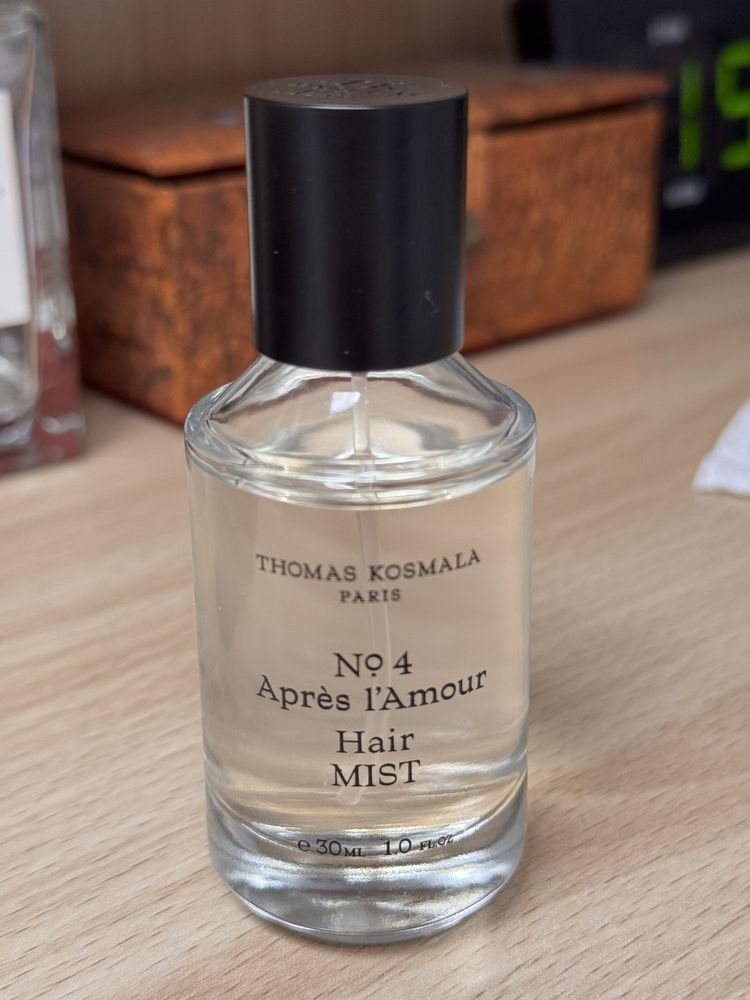 THOMAS KOSMALA
PARIS
Nº 4
Après l'Amour
Hair
MIST
℮ 30ML 1.0 FL OZ